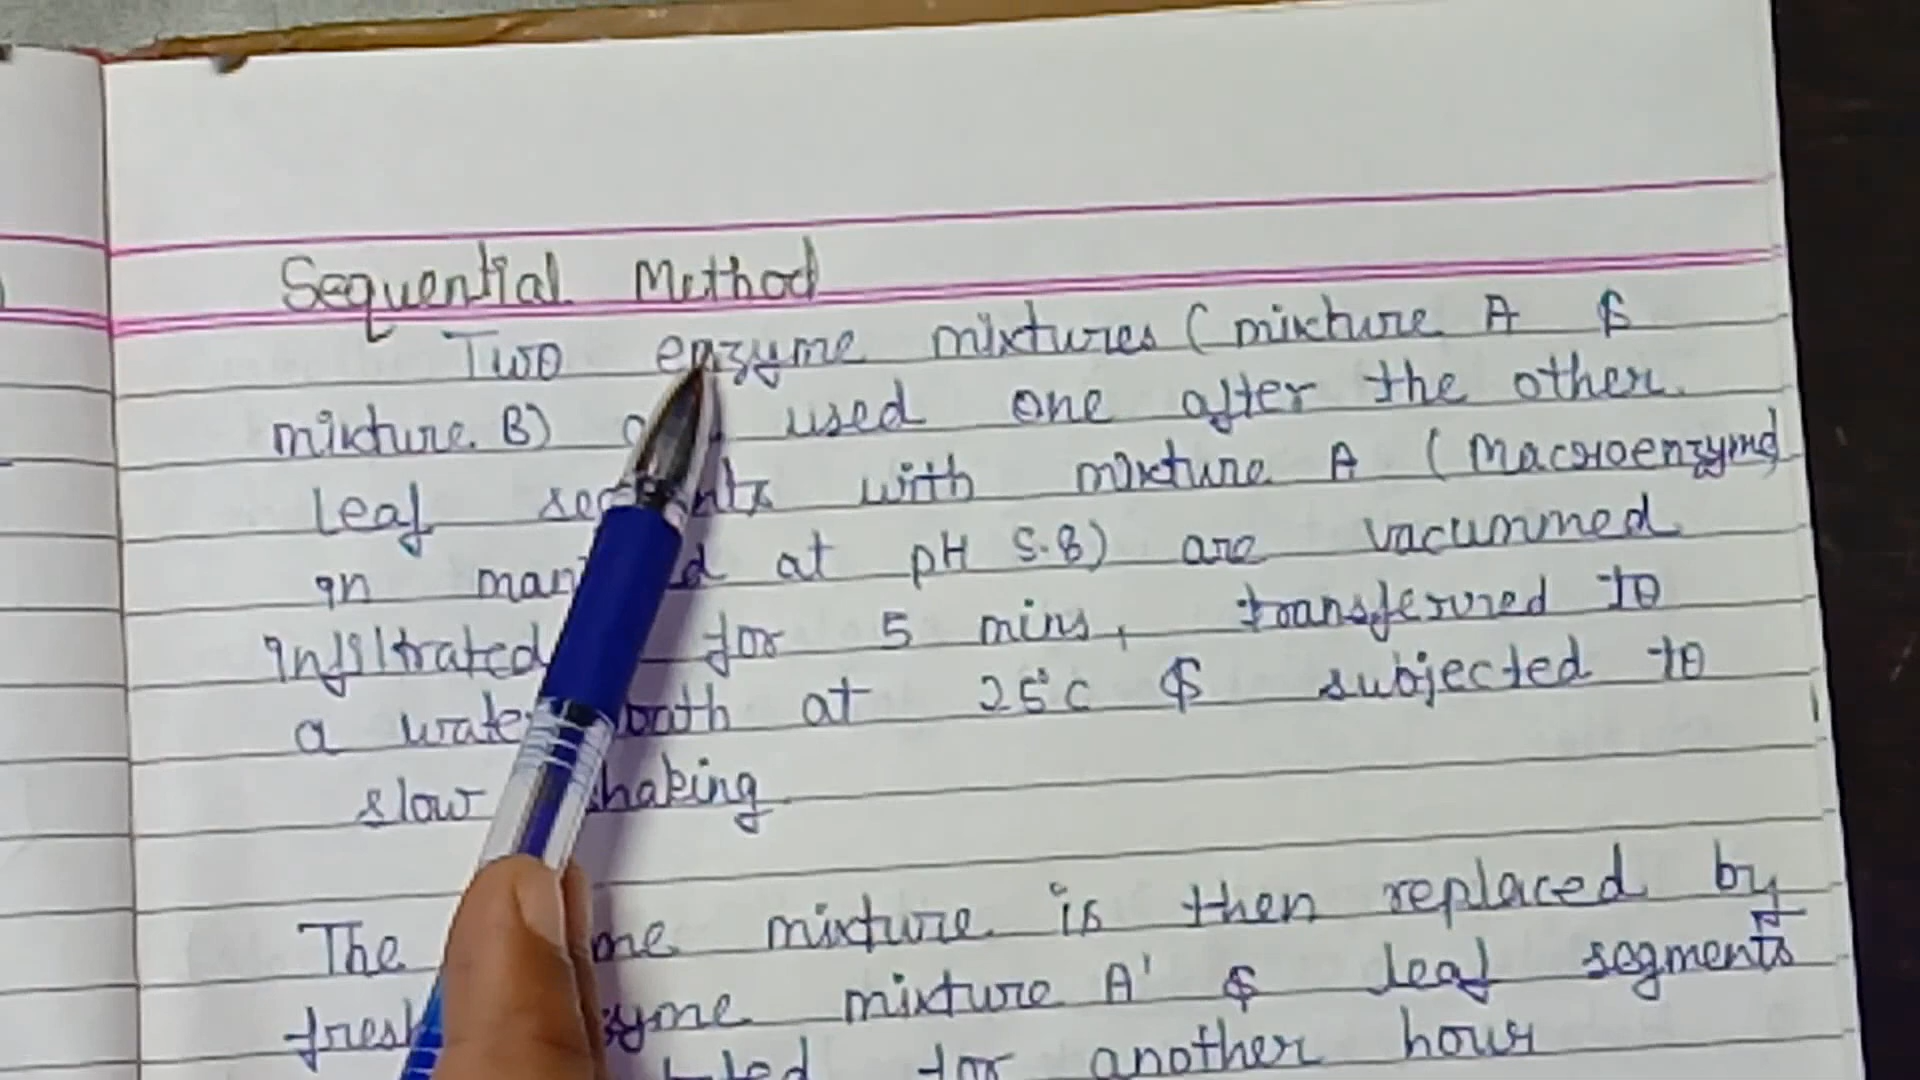 Sequential Method
Two enzyme mixtures (mixture A &
mixture B) used one after the other
leaf with mixture A (Macroenzyme
in at pH 5.8) are vacummed
infiltrated for 5 mins, transferred to
a bath at 25°C & subjected to
slow shaking
The mixture is then replaced by
mixture A' & leaf segments
for another hour